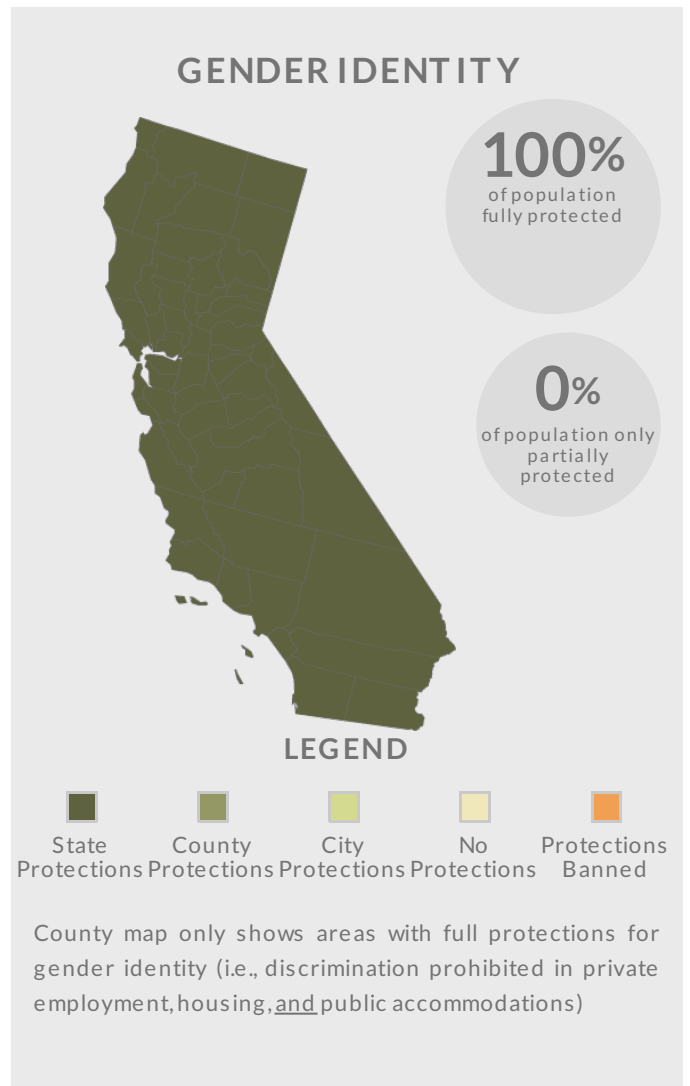 GENDER IDENTITY
100%
of population
fully protected
0%
of population only
partially
protected
LEGEND
State
Protections
County
Protections
City
Protections
No
Protections
Protections
Banned
County map only shows areas with full protections for
gender identity (i.e., discrimination prohibited in private
employment, housing, and public accommodations)